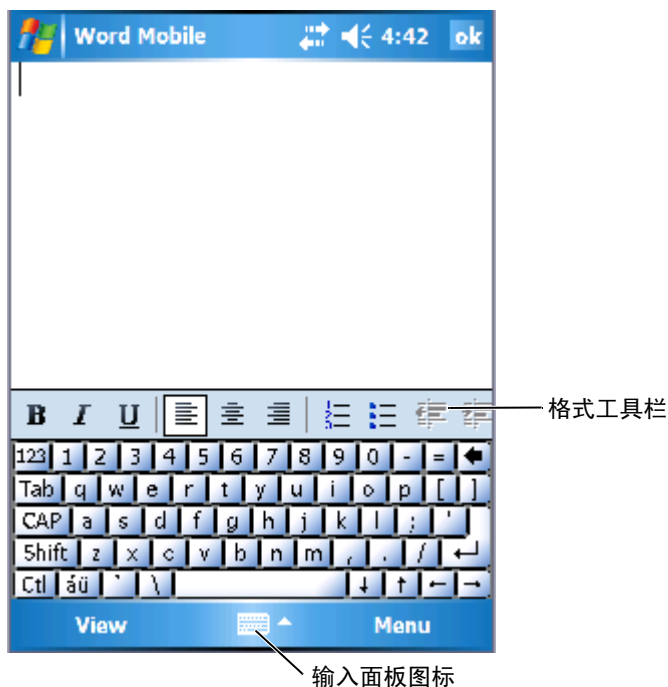 Word Mobile 4:42 ok
B I U
格式工具栏
123 1 2 3 4 5 6 7 8 9 0 - =
Tab q w e r t y u i o p [ ]
CAP a s d f g h j k l ; '
Shift z x c v b n m , . /
Ctl áü ` \
View Menu
输入面板图标